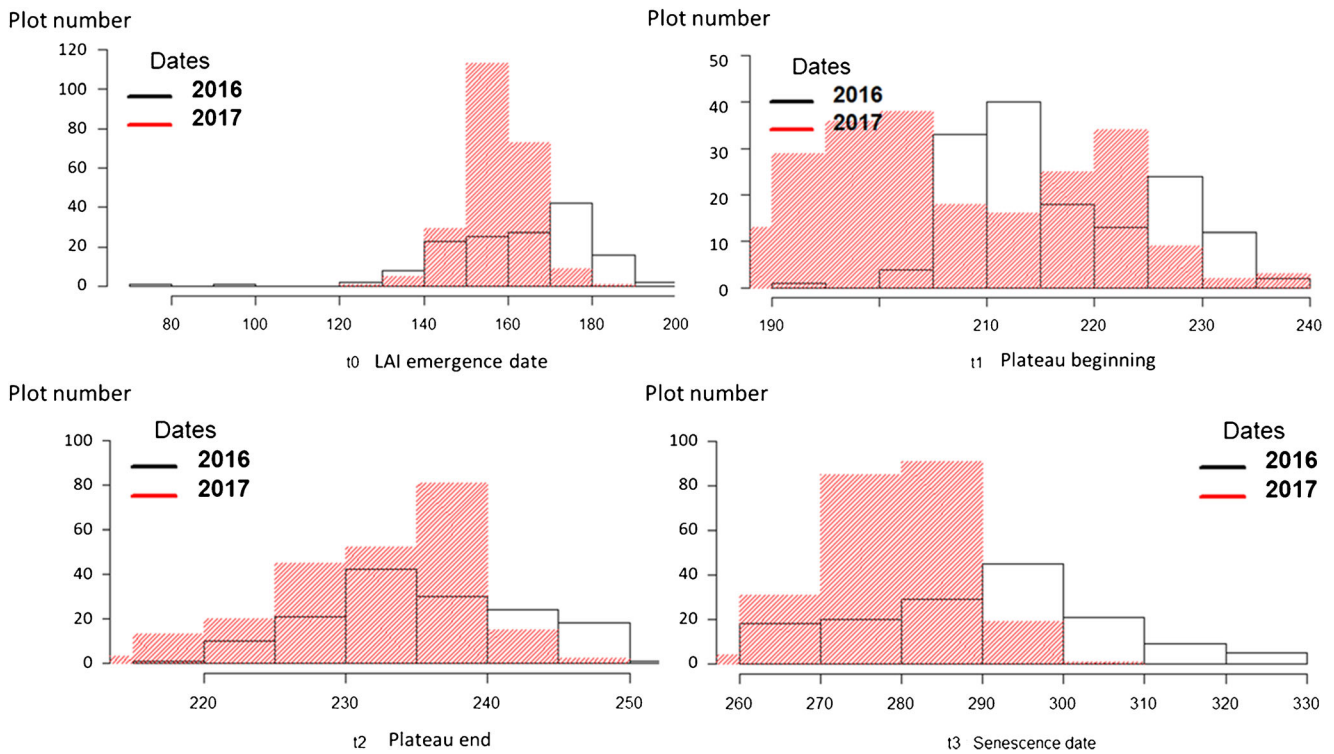 Plot number
120
100
80
60
40
20
0
Dates
2016
2017
80 100 120 140 160 180 200
t0 LAI emergence date
Plot number
50
40
30
20
10
0
Dates
2016
2017
190 210 220 230 240
t1 Plateau beginning
Plot number
100
80
60
40
20
0
Dates
2016
2017
220 230 240 250
t2 Plateau end
Plot number
100
80
60
40
20
0
Dates
2016
2017
260 270 280 290 300 310 320 330
t3 Senescence date